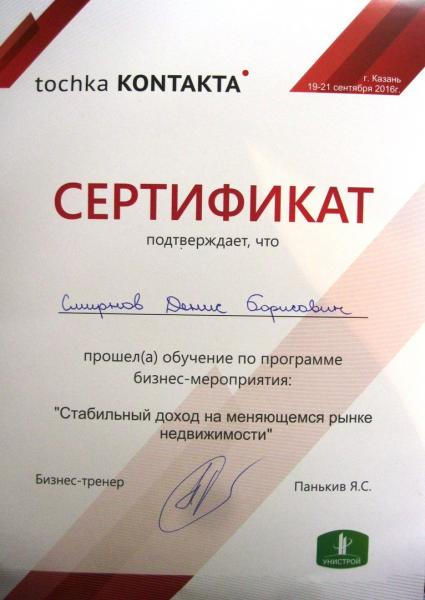 tochka KONTAKTA
г. Казань
19-21 сентября 2016г.
СЕРТИФИКАТ
подтверждает, что
Смирнов Денис Борисович
прошел(а) обучение по программе
бизнес-мероприятия:
"Стабильный доход на меняющемся рынке
недвижимости"
Бизнес-тренер
Панькив Я.С.
УНИСТРОЙ